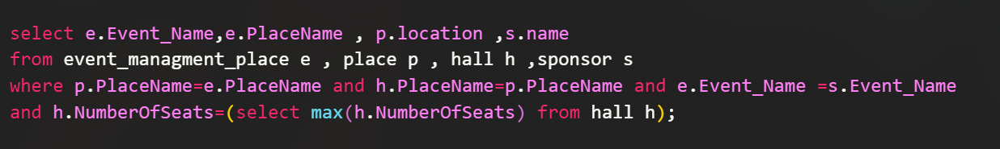 select e.Event_Name,e.PlaceName , p.location ,s.name
from event_managment_place e , place p , hall h ,sponsor s
where p.PlaceName=e.PlaceName and h.PlaceName=p.PlaceName and e.Event_Name =s.Event_Name
and h.NumberOfSeats=(select max(h.NumberOfSeats) from hall h);